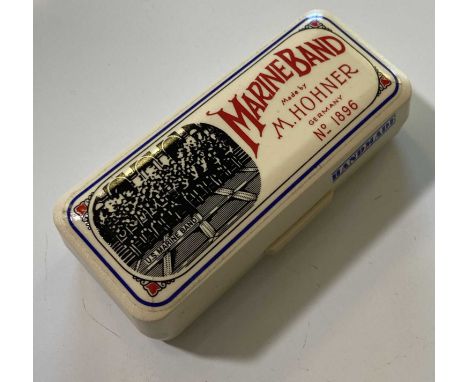 MARINE BAND
Made by
M. HOHNER
GERMANY
No 1896
U.S. MARINE BAND
HANDMADE